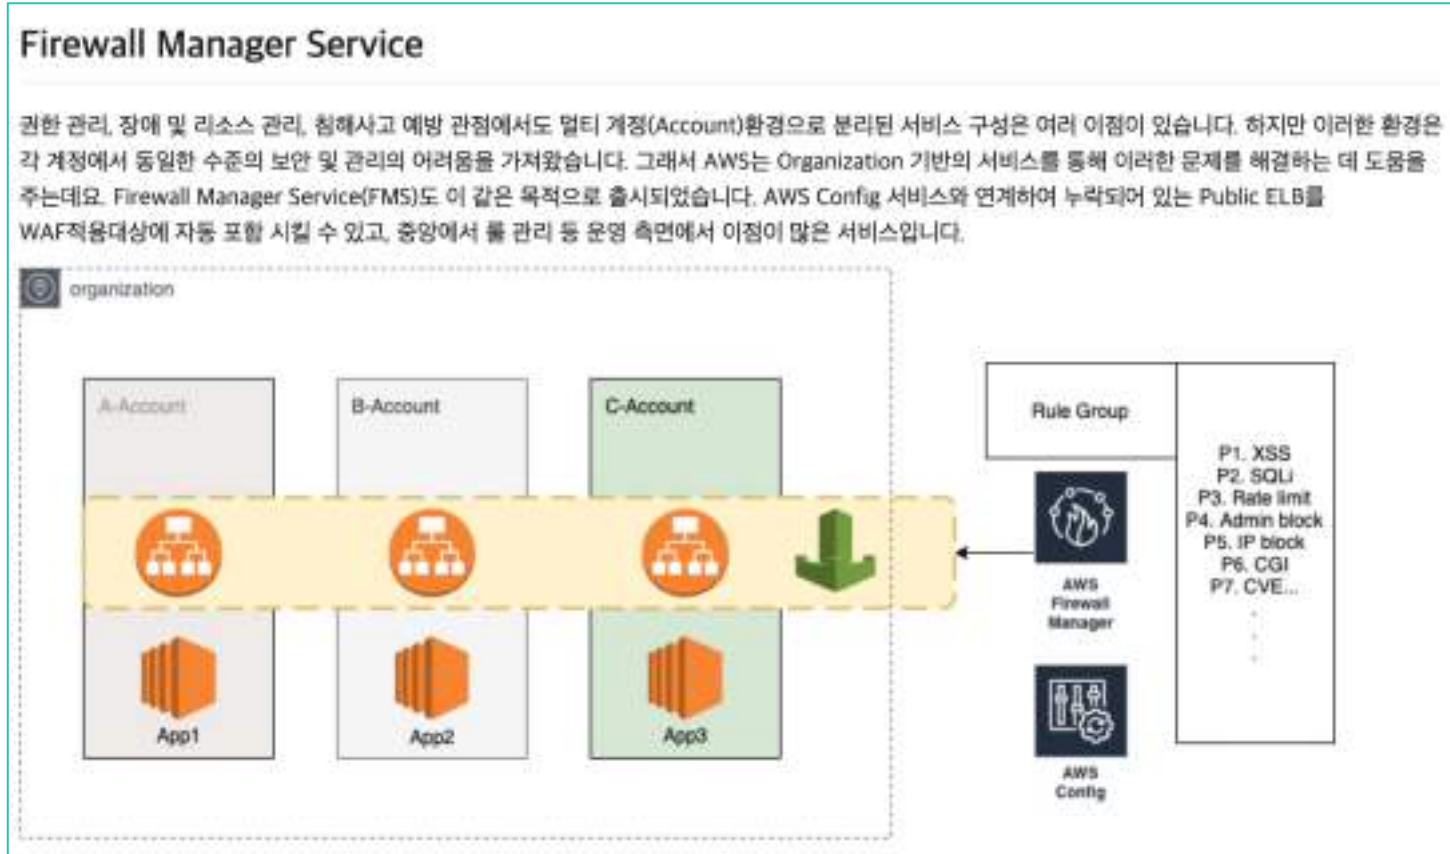 Firewall Manager Service
권한 관리, 장애 및 리소스 관리, 침해사고 예방 관점에서도 멀티 계정(Account)환경으로 분리된 서비스 구성은 여러 이점이 있습니다. 하지만 이러한 환경은
각 계정에서 동일한 수준의 보안 및 관리의 어려움을 가져왔습니다. 그래서 AWS는 Organization 기반의 서비스를 통해 이러한 문제를 해결하는 데 도움을
주는데요. Firewall Manager Service(FMS)도 이 같은 목적으로 출시되었습니다. AWS Config 서비스와 연계하여 누락되어 있는 Public ELB를
WAF적용대상에 자동 포함 시킬 수 있고, 중앙에서 룰 관리 등 운영 측면에서 이점이 많은 서비스입니다.
organization
A-Account
B-Account
C-Account
App1
App2
App3
Rule Group
AWS
Firewall
Manager
AWS
Config
P1. XSS
P2. SQLi
P3. Rate limit
P4. Admin block
P5. IP block
P6. CGI
P7. CVE...